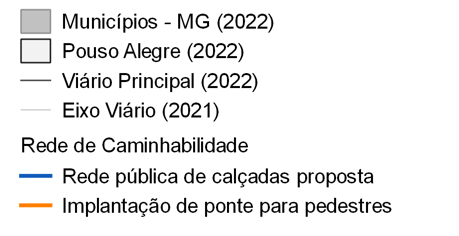 Municípios - MG (2022)
Pouso Alegre (2022)
Viário Principal (2022)
Eixo Viário (2021)
Rede de Caminhabilidade
Rede pública de calçadas proposta
Implantação de ponte para pedestres